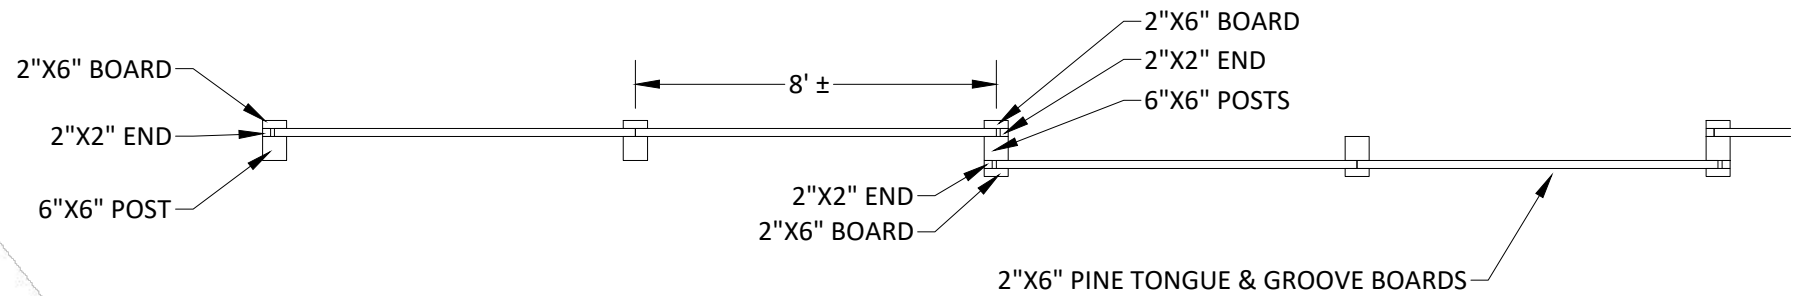 2"X6" BOARD
2"X2" END
6"X6" POST
8' ±
2"X6" BOARD
2"X2" END
6"X6" POSTS
2"X2" END
2"X6" BOARD
2"X6" PINE TONGUE & GROOVE BOARDS